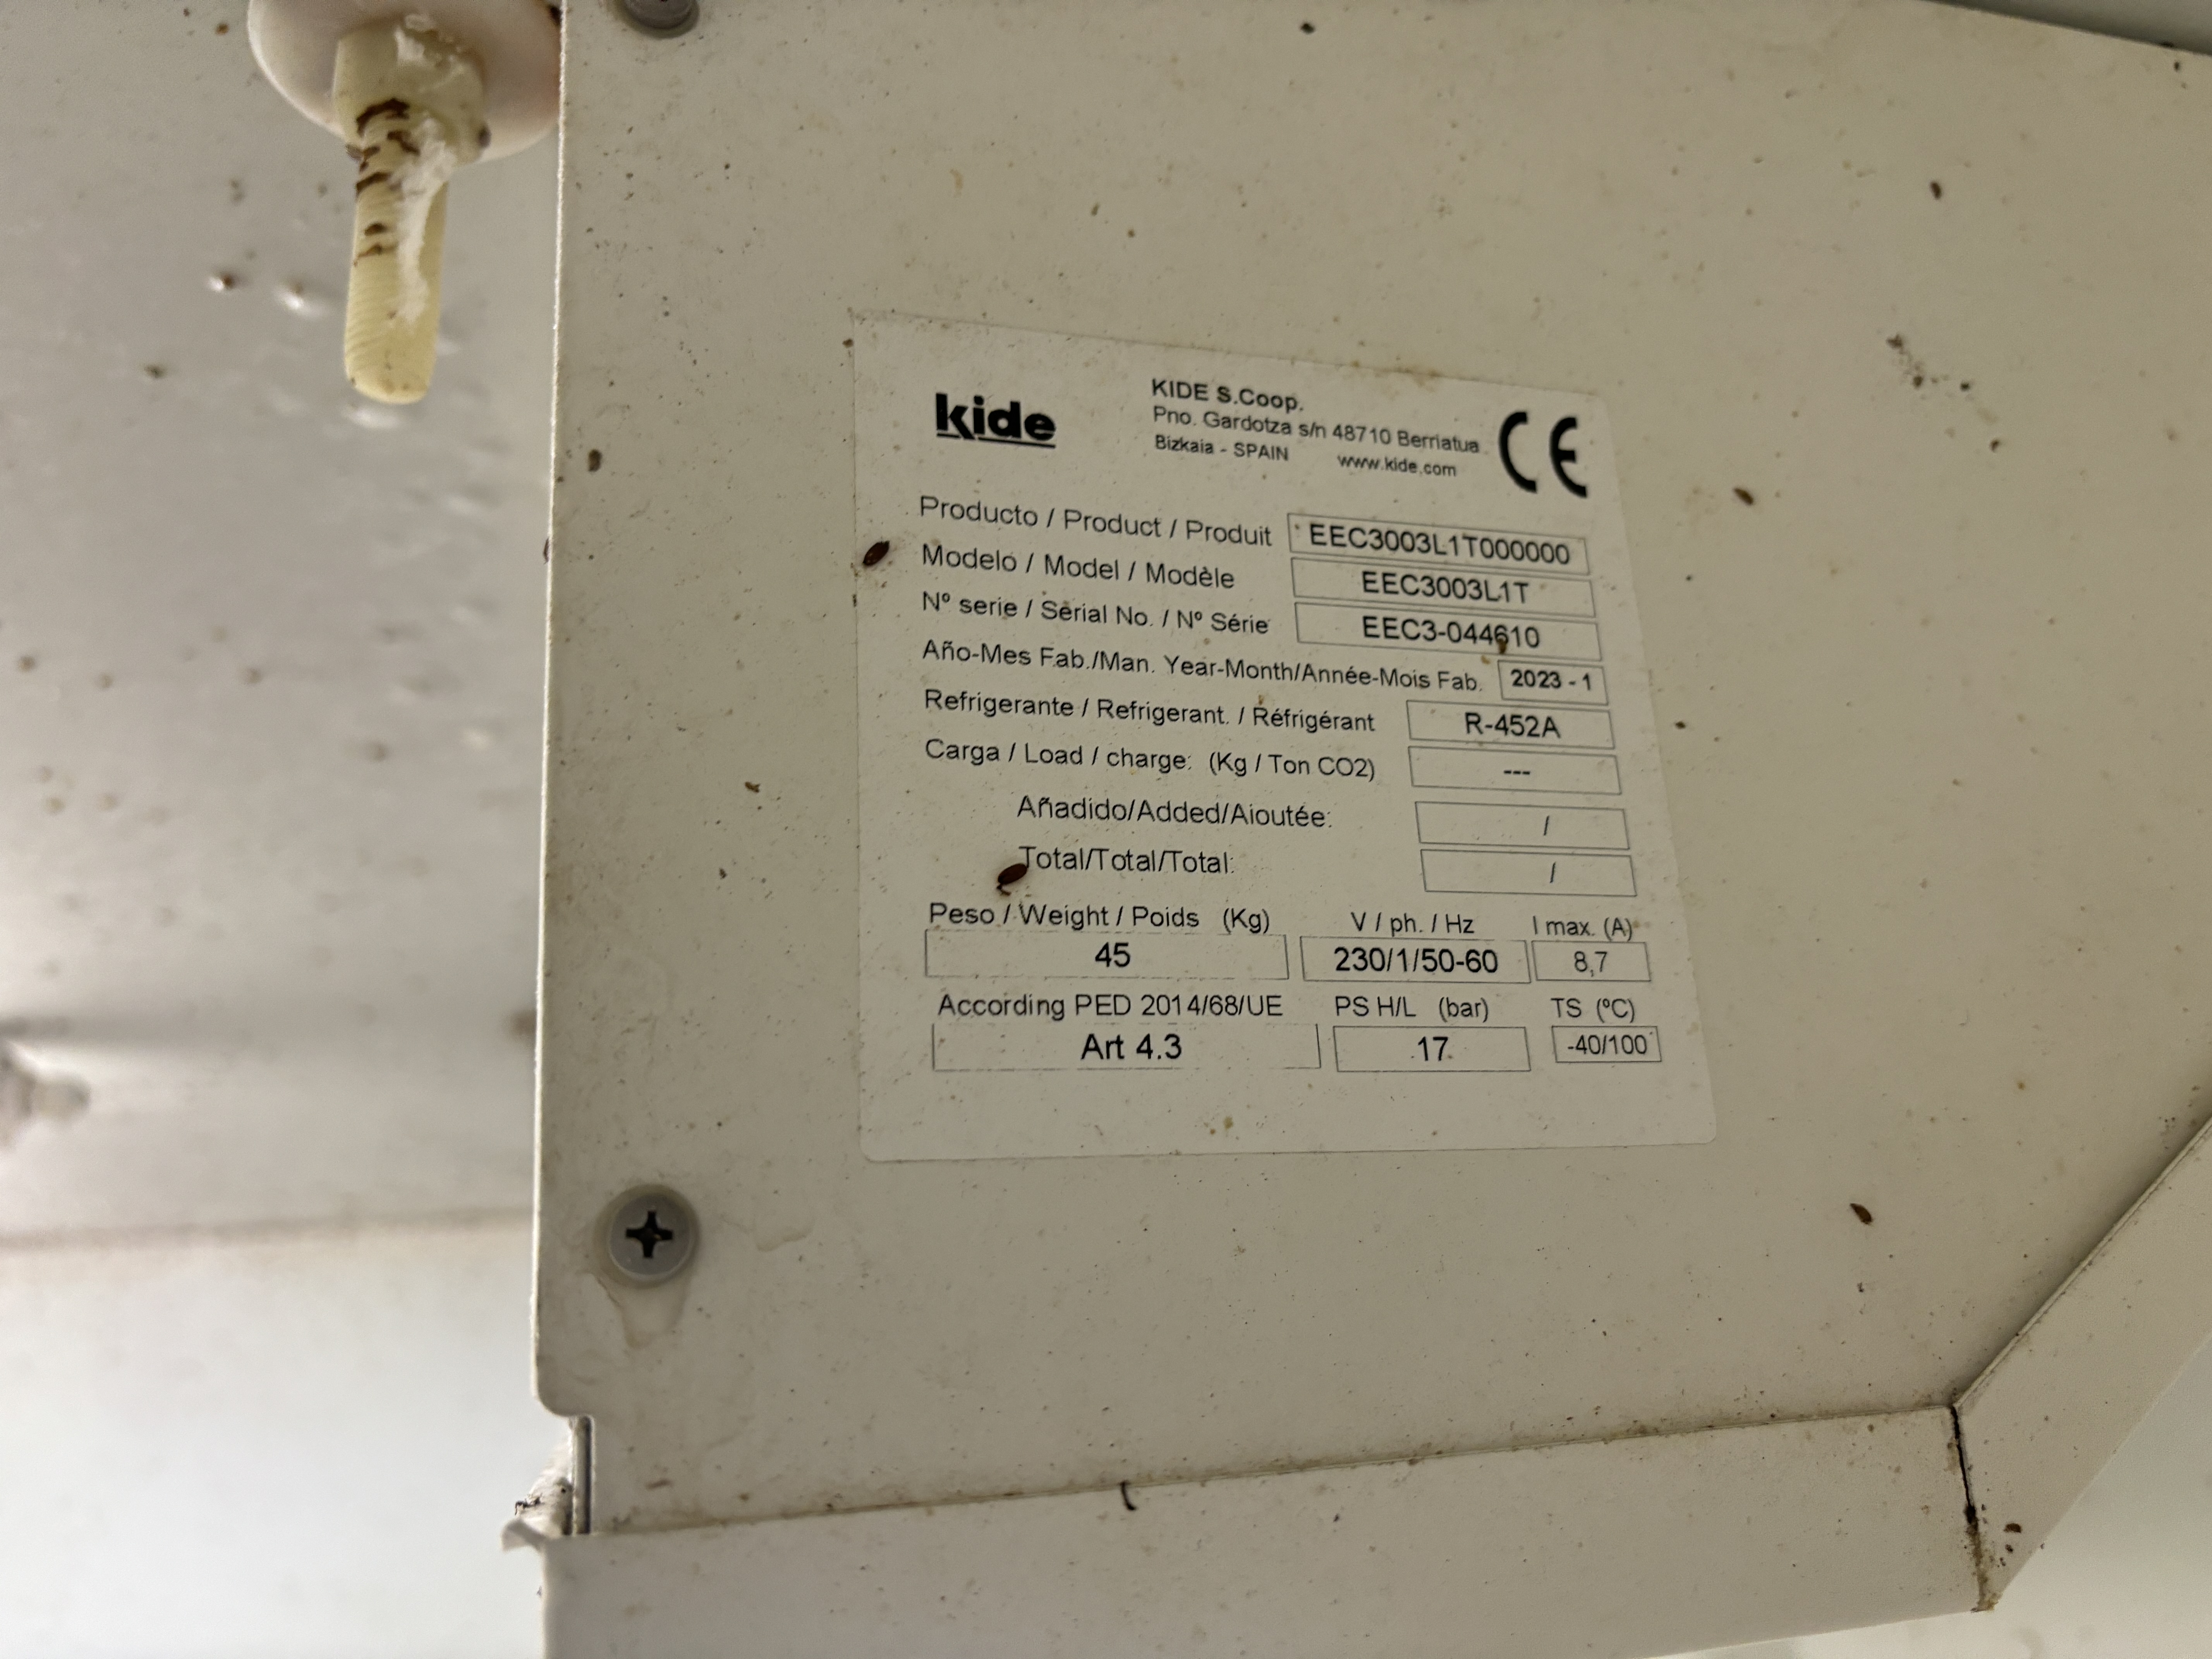 kide
KIDE S.Coop.
Pno. Gardotza s/n 48710 Berriatua
Bizkaia - SPAIN www.kide.com
CE
Producto / Product / Produit EEC3003L1T000000
Modelo / Model / Modèle EEC3003L1T
Nº serie / Serial No. / Nº Série EEC3-044610
Año-Mes Fab./Man. Year-Month/Année-Mois Fab. 2023 - 1
Refrigerante / Refrigerant. / Réfrigérant R-452A
Carga / Load / charge: (Kg / Ton CO2) ---
Añadido/Added/Aioutée: /
Total/Total/Total: /
Peso / Weight / Poids (Kg) V / ph. / Hz I max. (A)
45 230/1/50-60 8,7
According PED 2014/68/UE PS H/L (bar) TS (ºC)
Art 4.3 17 -40/100